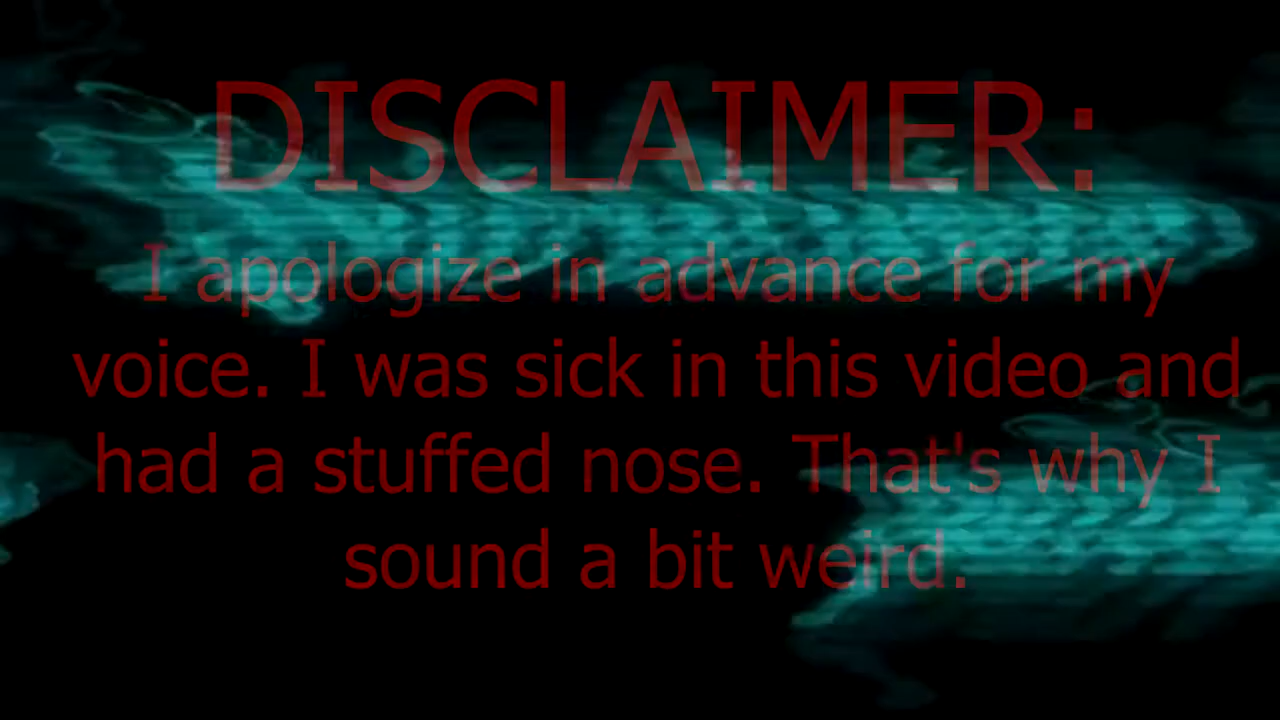 DISCLAIMER:
I apologize in advance for my
voice. I was sick in this video and
had a stuffed nose. That's why I
sound a bit weird.